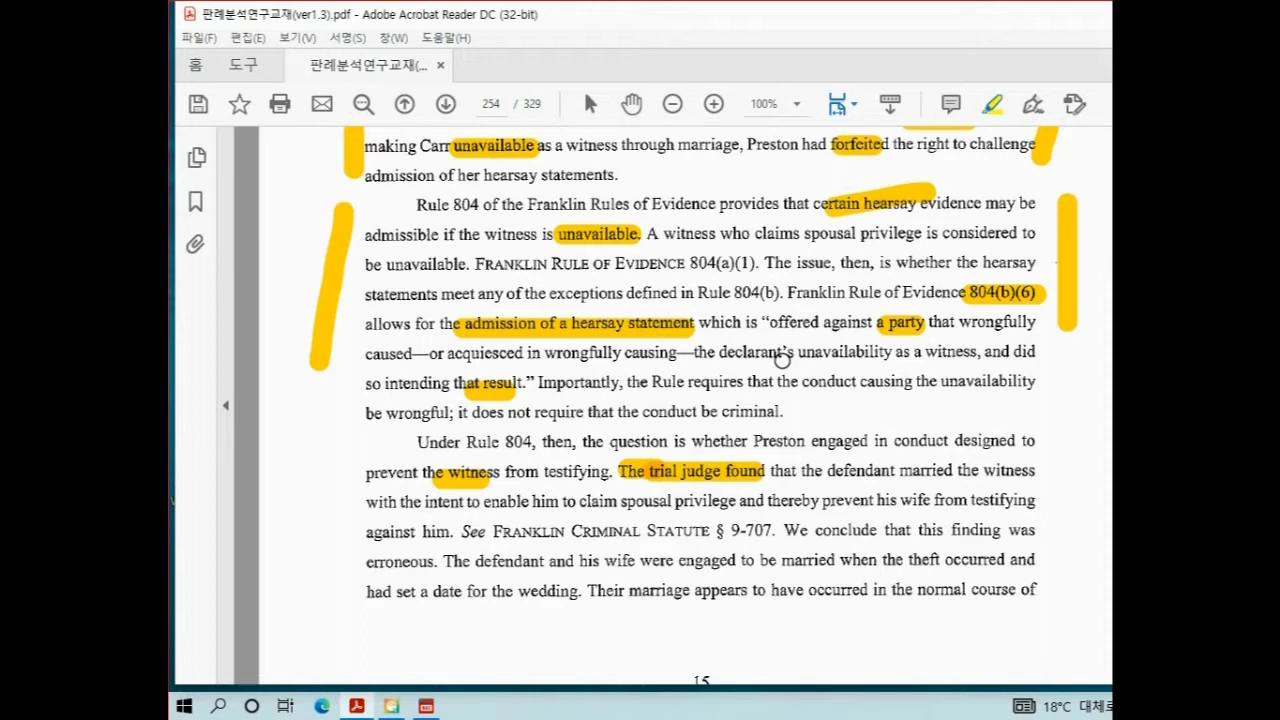 판례분석연구교재(ver1.3).pdf - Adobe Acrobat Reader DC (32-bit)
파일(F) 편집(E) 보기(V) 서명(S) 창(W) 도움말(H)
홈 도구 판례분석연구교재(... ×
254 / 329 100%
making Carr unavailable as a witness through marriage, Preston had forfeited the right to challenge
admission of her hearsay statements.
Rule 804 of the Franklin Rules of Evidence provides that certain hearsay evidence may be
admissible if the witness is unavailable. A witness who claims spousal privilege is considered to
be unavailable. FRANKLIN RULE OF EVIDENCE 804(a)(1). The issue, then, is whether the hearsay
statements meet any of the exceptions defined in Rule 804(b). Franklin Rule of Evidence 804(b)(6)
allows for the admission of a hearsay statement which is “offered against a party that wrongfully
caused—or acquiesced in wrongfully causing—the declarant’s unavailability as a witness, and did
so intending that result.” Importantly, the Rule requires that the conduct causing the unavailability
be wrongful; it does not require that the conduct be criminal.
Under Rule 804, then, the question is whether Preston engaged in conduct designed to
prevent the witness from testifying. The trial judge found that the defendant married the witness
with the intent to enable him to claim spousal privilege and thereby prevent his wife from testifying
against him. See FRANKLIN CRIMINAL STATUTE § 9-707. We conclude that this finding was
erroneous. The defendant and his wife were engaged to be married when the theft occurred and
had set a date for the wedding. Their marriage appears to have occurred in the normal course of
15
18°C 대체로